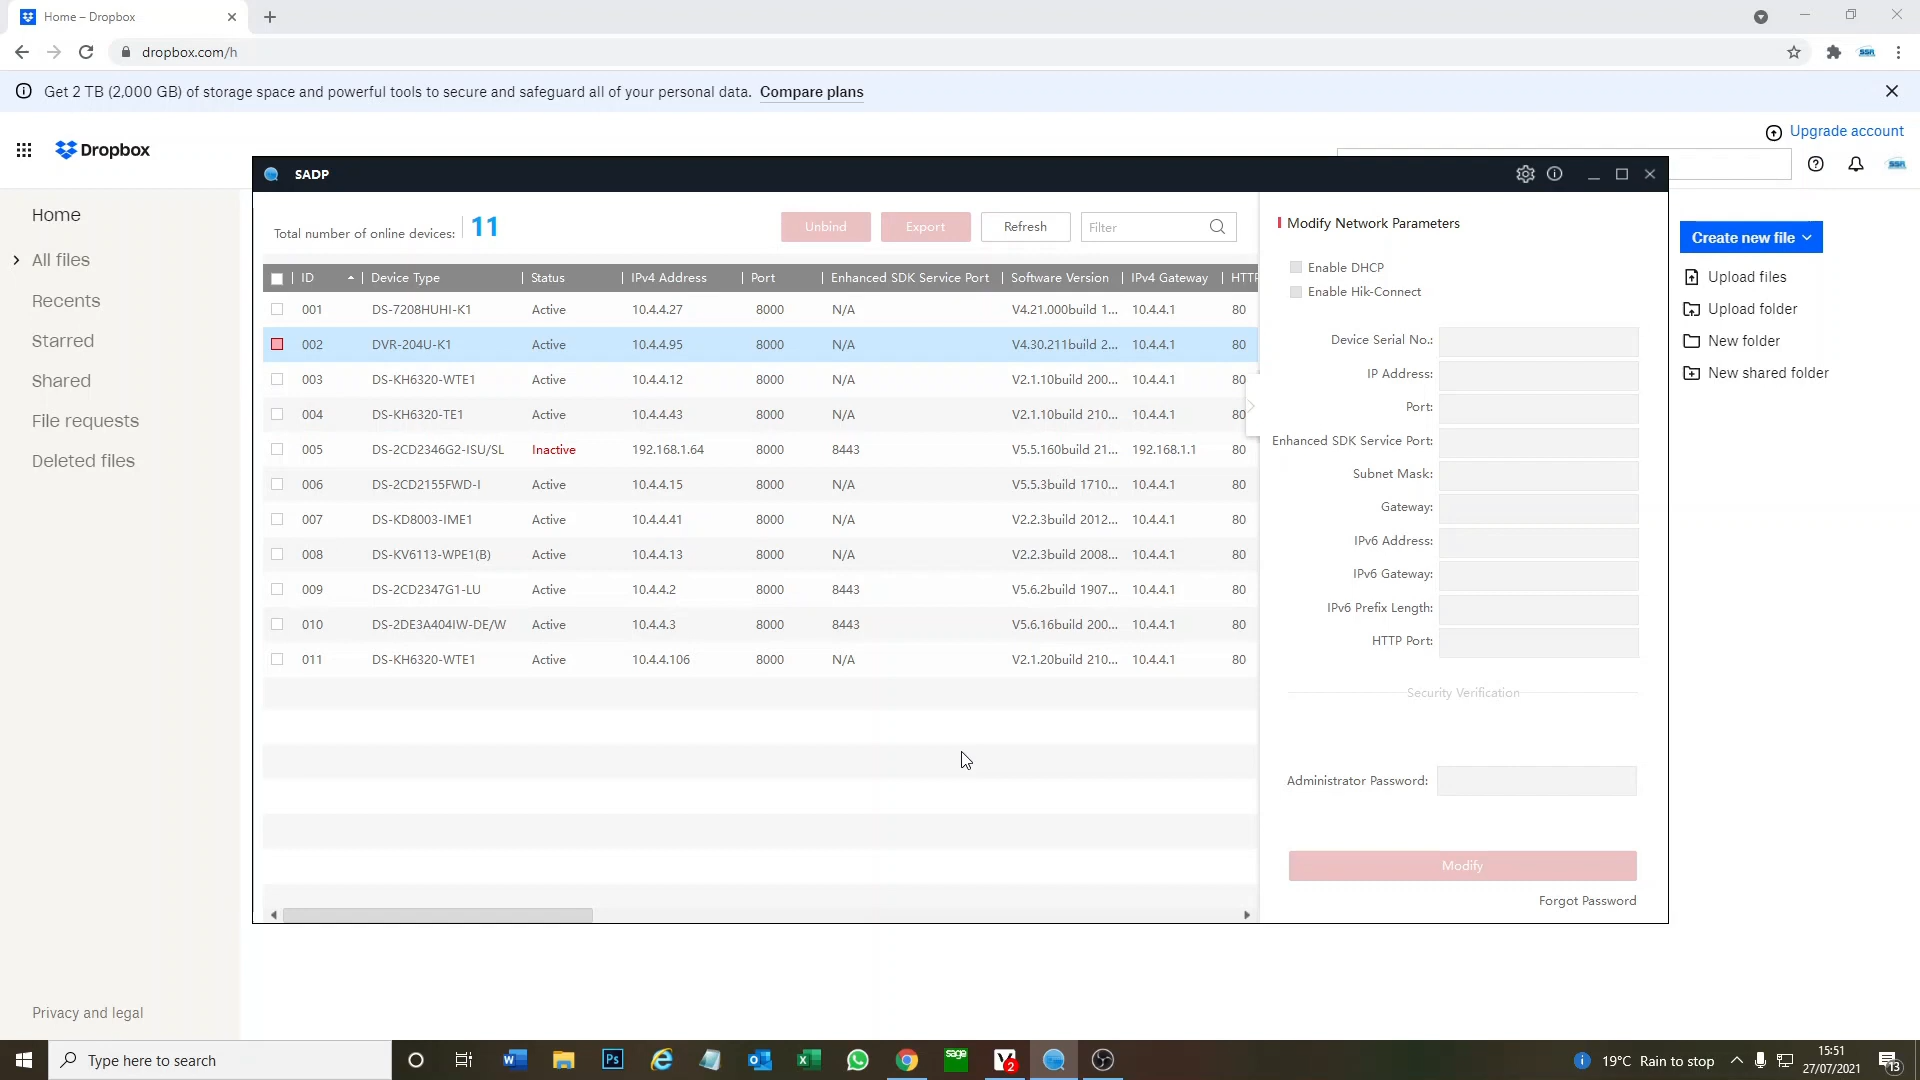 Home – Dropbox
dropbox.com/h
Get 2 TB (2,000 GB) of storage space and powerful tools to secure and safeguard all of your personal data. Compare plans
Upgrade account
Dropbox
Home
All files
Recents
Starred
Shared
File requests
Deleted files
Privacy and legal
SADP
Total number of online devices: 11
Unbind
Export
Refresh
Filter
ID Device Type Status IPv4 Address Port Enhanced SDK Service Port Software Version IPv4 Gateway HTTP
001 DS-7208HUHI-K1 Active 10.4.4.27 8000 N/A V4.21.000build 1... 10.4.4.1 80
002 DVR-204U-K1 Active 10.4.4.95 8000 N/A V4.30.211build 2... 10.4.4.1 80
003 DS-KH6320-WTE1 Active 10.4.4.12 8000 N/A V2.1.10build 200... 10.4.4.1 80
004 DS-KH6320-TE1 Active 10.4.4.43 8000 N/A V2.1.10build 210... 10.4.4.1 80
005 DS-2CD2346G2-ISU/SL Inactive 192.168.1.64 8000 8443 V5.5.160build 21... 192.168.1.1 80
006 DS-2CD2155FWD-I Active 10.4.4.15 8000 N/A V5.5.3build 1710... 10.4.4.1 80
007 DS-KD8003-IME1 Active 10.4.4.41 8000 N/A V2.2.3build 2012... 10.4.4.1 80
008 DS-KV6113-WPE1(B) Active 10.4.4.13 8000 N/A V2.2.3build 2008... 10.4.4.1 80
009 DS-2CD2347G1-LU Active 10.4.4.2 8000 8443 V5.6.2build 1907... 10.4.4.1 80
010 DS-2DE3A404IW-DE/W Active 10.4.4.3 8000 8443 V5.6.16build 200... 10.4.4.1 80
011 DS-KH6320-WTE1 Active 10.4.4.106 8000 N/A V2.1.20build 210... 10.4.4.1 80
Modify Network Parameters
Enable DHCP
Enable Hik-Connect
Device Serial No.:
IP Address:
Port:
Enhanced SDK Service Port:
Subnet Mask:
Gateway:
IPv6 Address:
IPv6 Gateway:
IPv6 Prefix Length:
HTTP Port:
Security Verification
Administrator Password:
Modify
Forgot Password
Create new file
Upload files
Upload folder
New folder
New shared folder
Type here to search
Ps
sage
2
19°C Rain to stop
15:51
27/07/2021
13